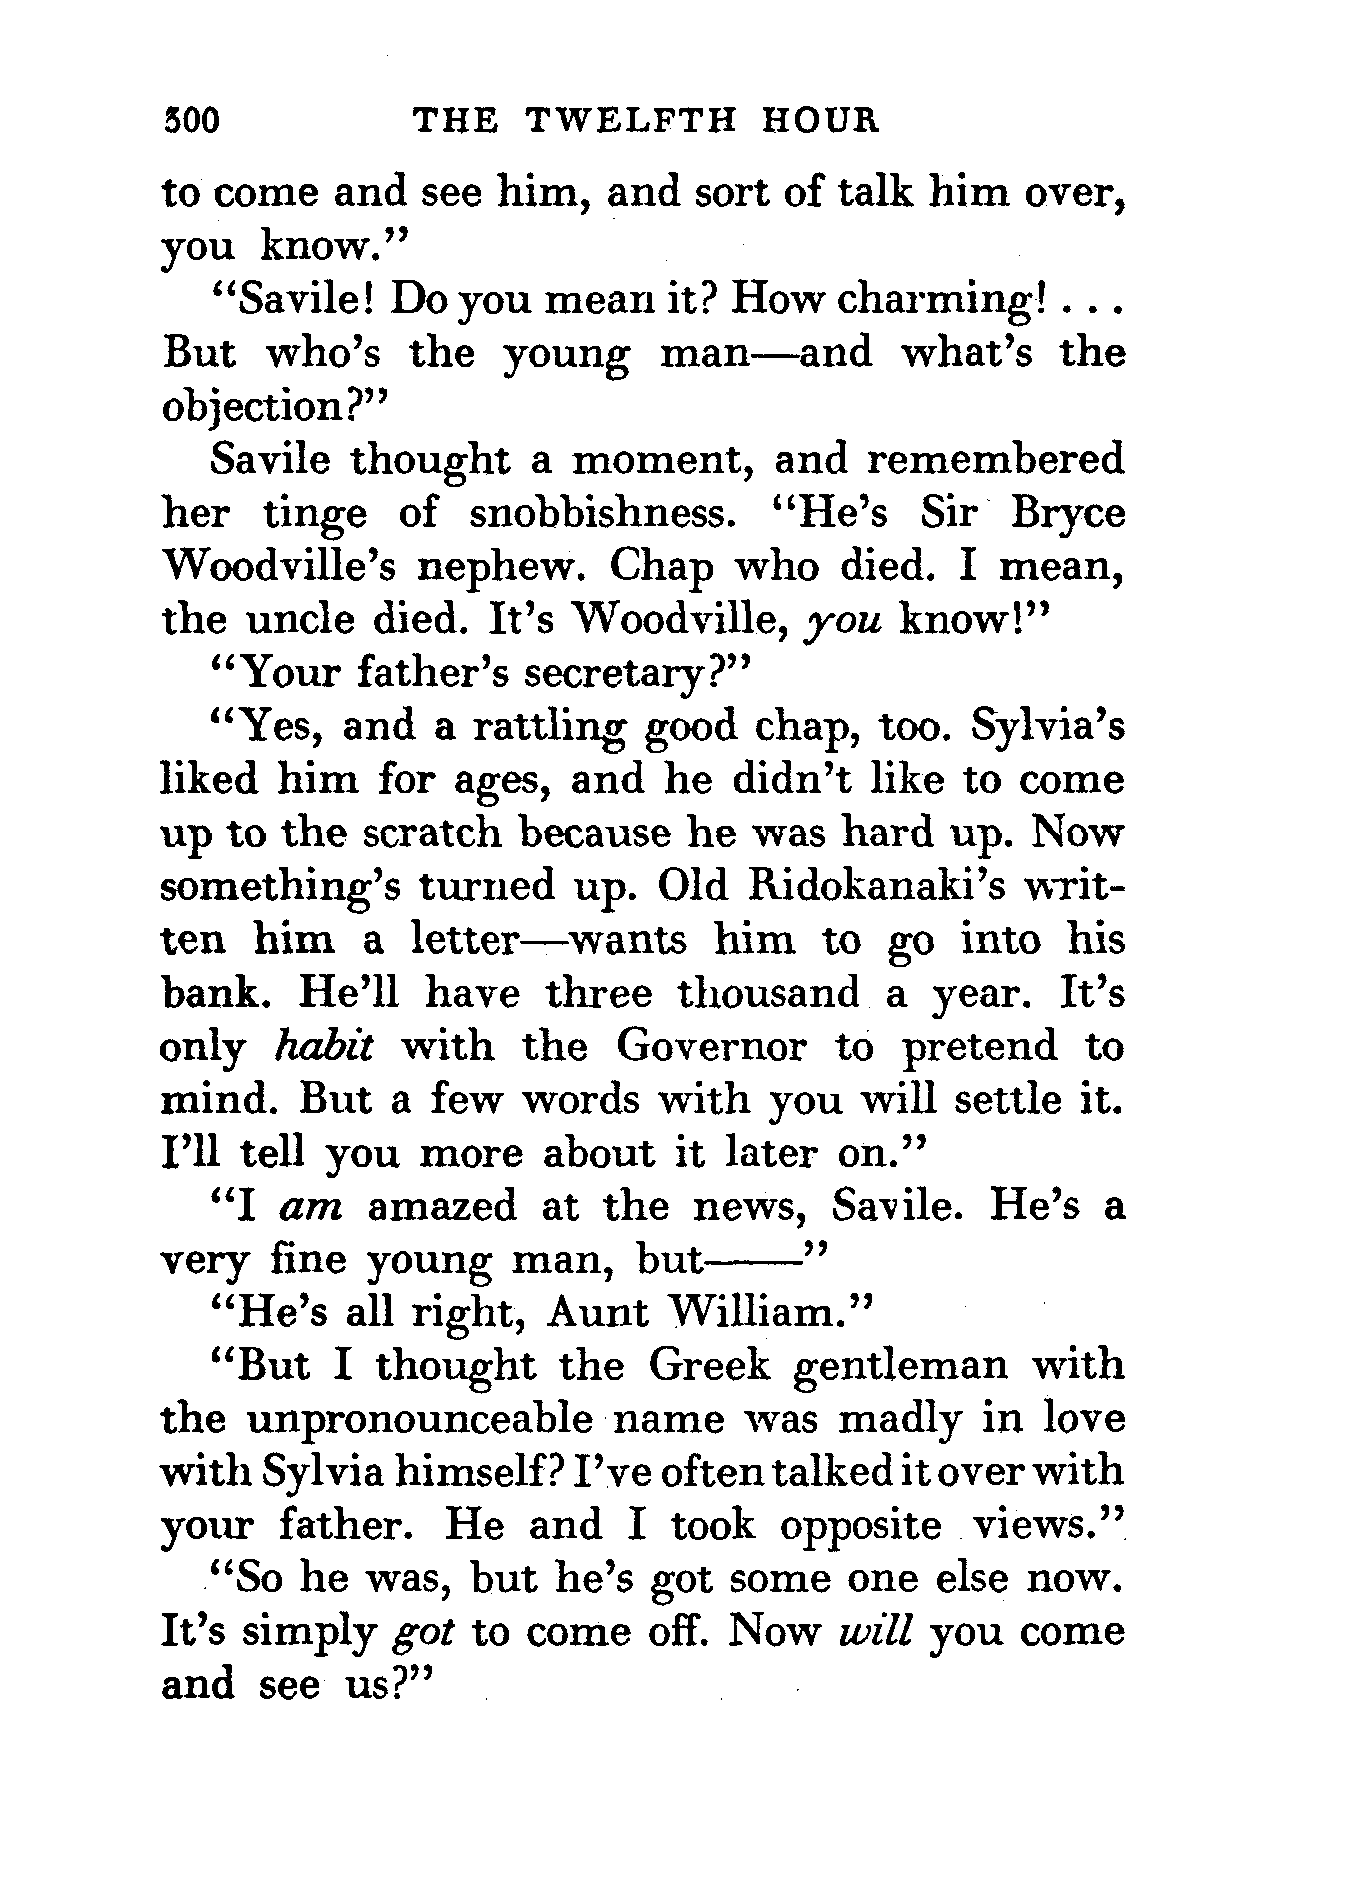 300 THE TWELFTH HOUR
to come and see him, and sort of talk him over,
you know."
"Savile! Do you mean it? How charming! . . .
But who's the young man—and what's the
objection?"
Savile thought a moment, and remembered
her tinge of snobbishness. "He's Sir Bryce
Woodville's nephew. Chap who died. I mean,
the uncle died. It's Woodville, you know!"
"Your father's secretary?"
"Yes, and a rattling good chap, too. Sylvia's
liked him for ages, and he didn't like to come
up to the scratch because he was hard up. Now
something's turned up. Old Ridokanaki's writ-
ten him a letter—wants him to go into his
bank. He'll have three thousand a year. It's
only habit with the Governor to pretend to
mind. But a few words with you will settle it.
I'll tell you more about it later on."
"I am amazed at the news, Savile. He's a
very fine young man, but——"
"He's all right, Aunt William."
"But I thought the Greek gentleman with
the unpronounceable name was madly in love
with Sylvia himself? I've often talked it over with
your father. He and I took opposite views."
"So he was, but he's got some one else now.
It's simply got to come off. Now will you come
and see us?"